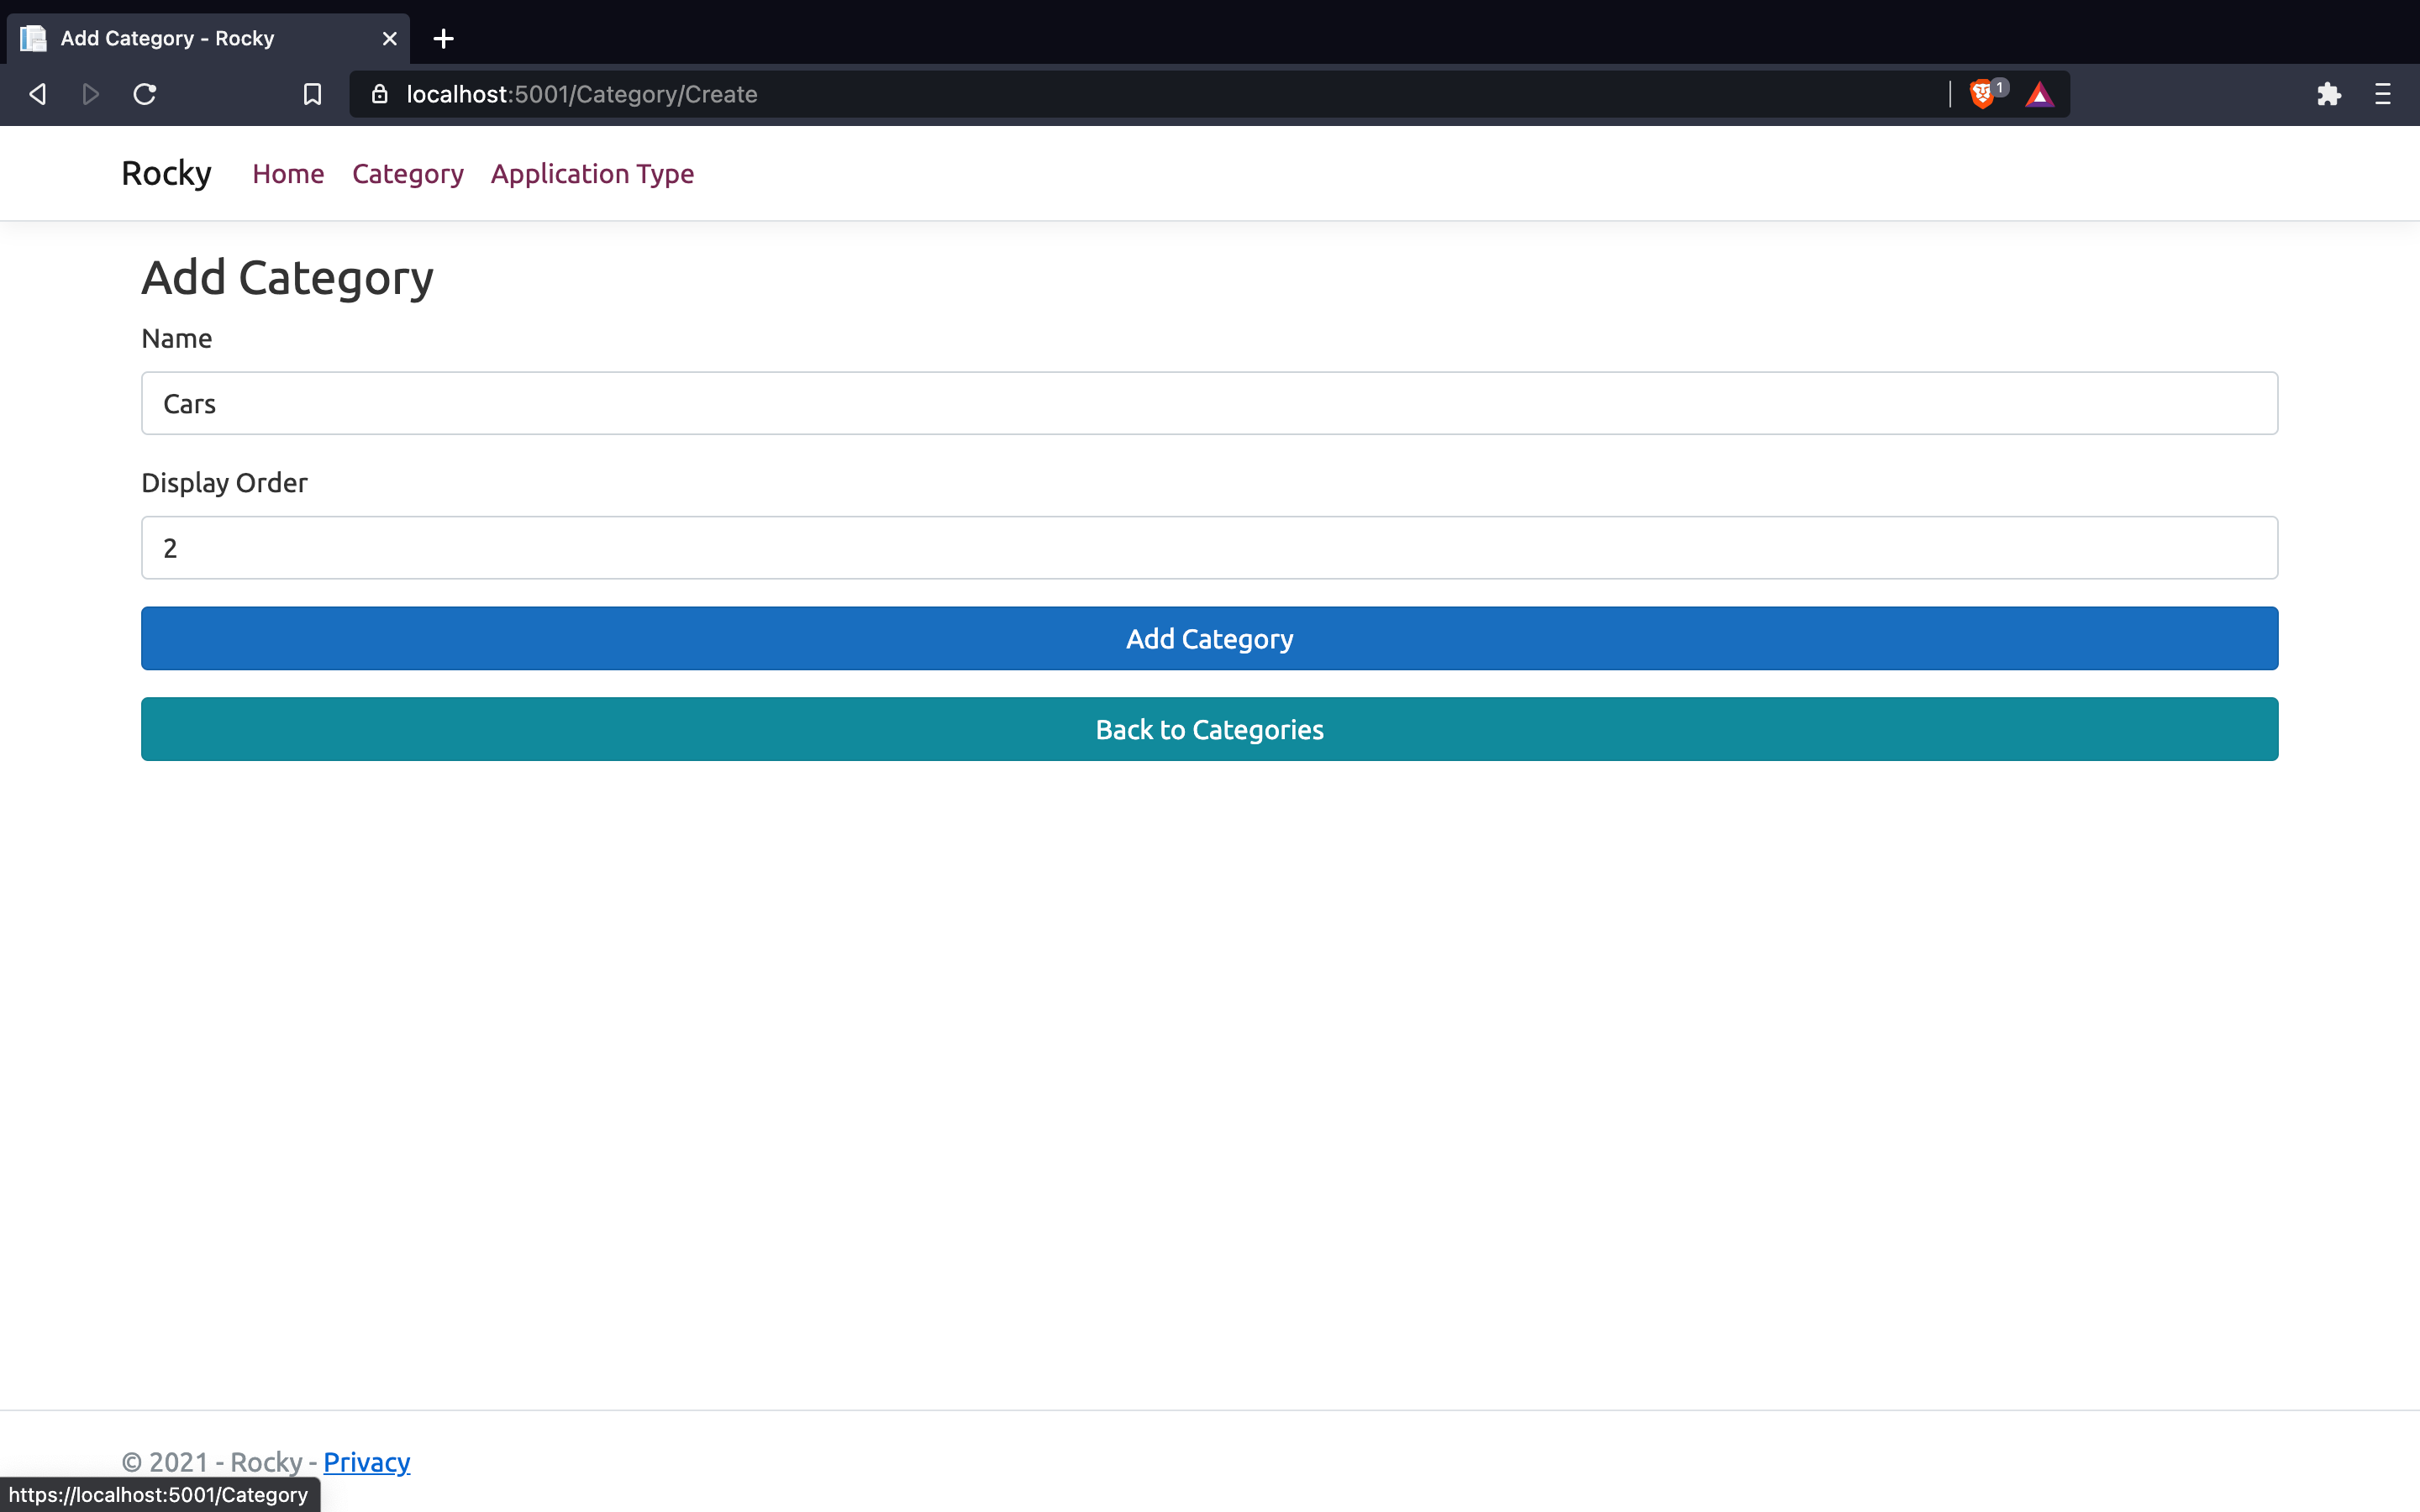 Add Category - Rocky
localhost:5001/Category/Create
1
Rocky Home Category Application Type
Add Category
Name
Cars
Display Order
2
Add Category
Back to Categories
© 2021 - Rocky - Privacy
https://localhost:5001/Category